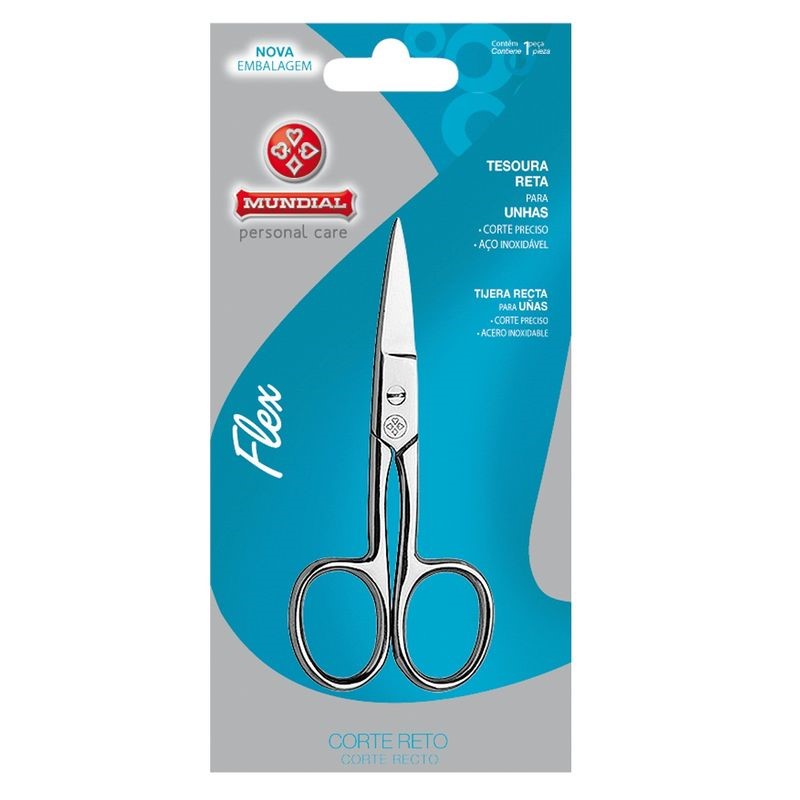 NOVA
EMBALAGEM
Contém 1 peça
Contiene 1 pieza
MUNDIAL
personal care
TESOURA
RETA
PARA
UNHAS
• CORTE PRECISO
• AÇO INOXIDÁVEL
TIJERA RECTA
PARA UÑAS
• CORTE PRECISO
• ACERO INOXIDABLE
Flex
CORTE RETO
CORTE RECTO